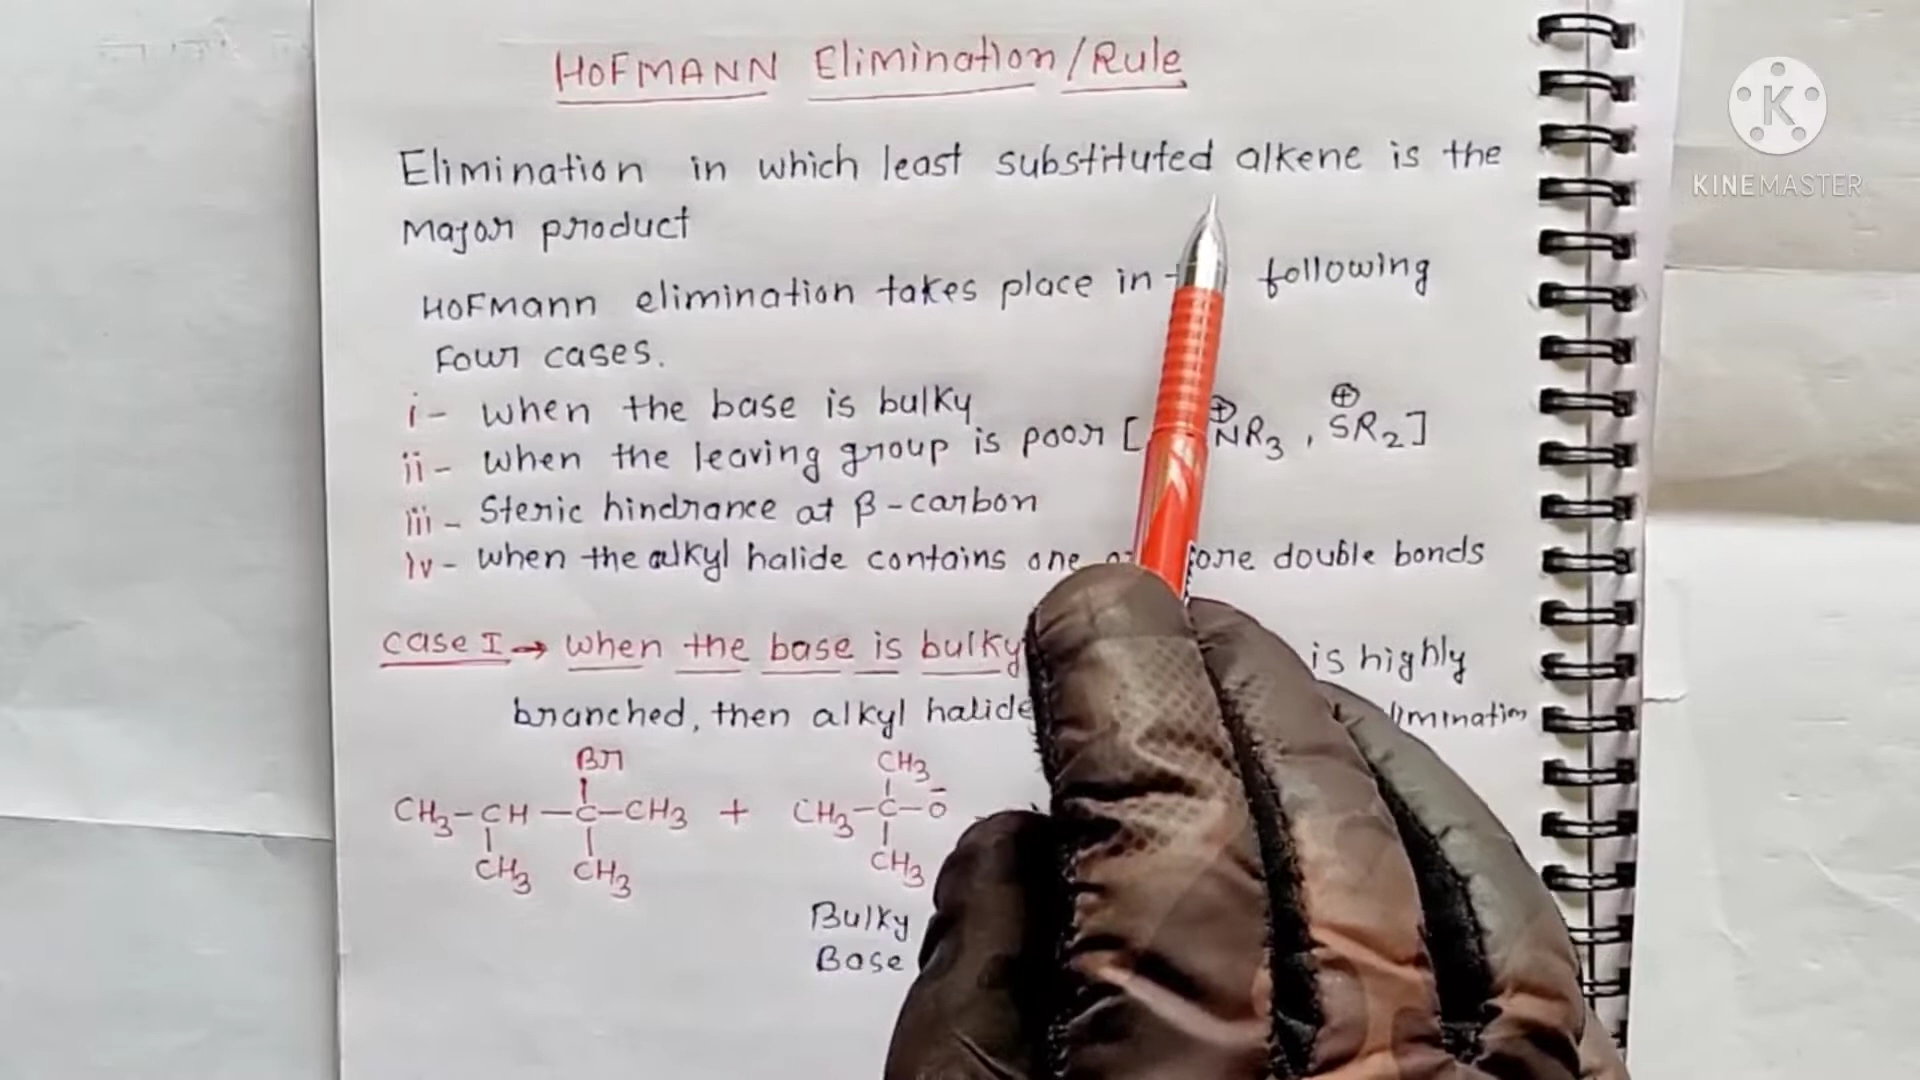 HOFMANN Elimination/Rule
Elimination in which least substituted alkene is the
Major product
HOFMann elimination takes place in following
Four cases.
i- when the base is bulky
ii- when the leaving group is poor [ ⊕NR3, ⊕SR2]
iii- Steric hindrance at β-carbon
iv- when the alkyl halide contains one double bonds
case I → when the base is bulky is highly
branched, then alkyl halide
Br CH3
CH3-CH-C-CH3 + CH3-C-O⁻
CH3 CH3 CH3
Bulky
Base
K
KINEMASTER